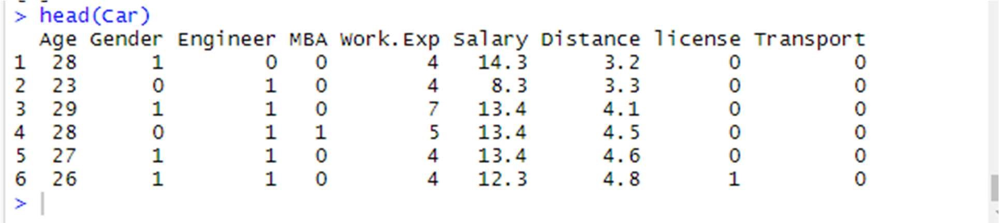 > head(Car)
Age Gender Engineer MBA Work.Exp Salary Distance license Transport
1 28 1 0 0 4 14.3 3.2 0 0
2 23 0 1 0 4 8.3 3.3 0 0
3 29 1 1 0 7 13.4 4.1 0 0
4 28 0 1 1 5 13.4 4.5 0 0
5 27 1 1 0 4 13.4 4.6 0 0
6 26 1 1 0 4 12.3 4.8 1 0
>